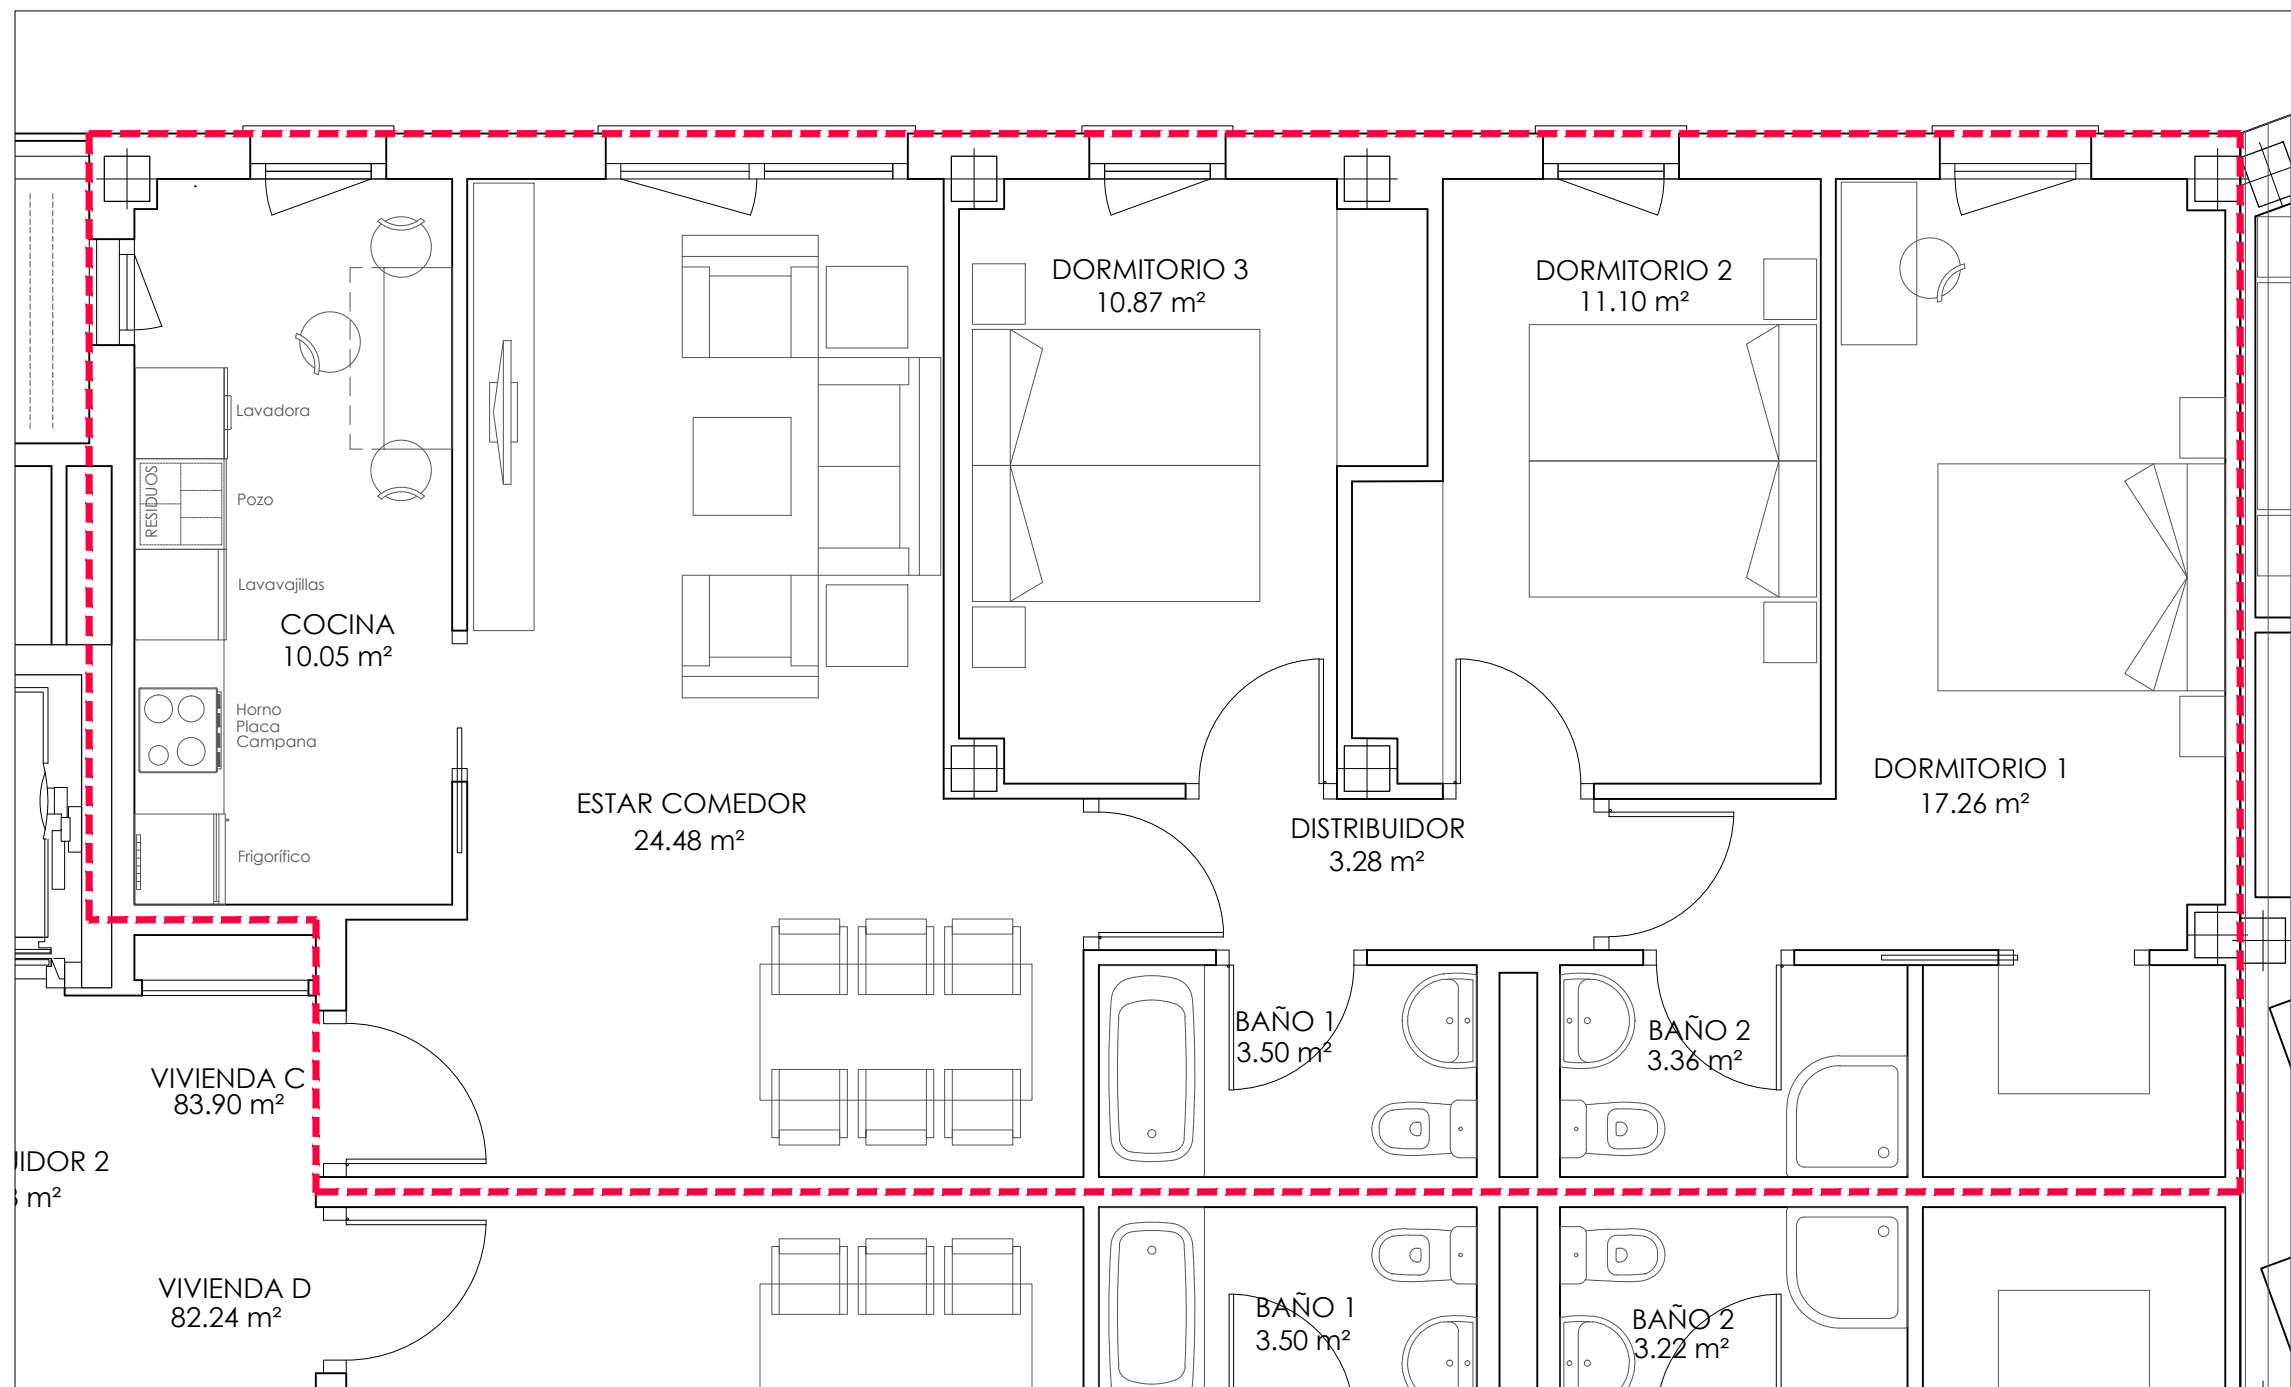 DORMITORIO 3
10.87 m²
DORMITORIO 2
11.10 m²
Lavadora
RESIDUOS
Pozo
Lavavajillas
COCINA
10.05 m²
Horno
Placa
Campana
Frigorífico
ESTAR COMEDOR
24.48 m²
DISTRIBUIDOR
3.28 m²
DORMITORIO 1
17.26 m²
BAÑO 1
3.50 m²
BAÑO 2
3.36 m²
VIVIENDA C
83.90 m²
IDOR 2
m²
VIVIENDA D
82.24 m²
BAÑO 1
3.50 m²
BAÑO 2
3.22 m²